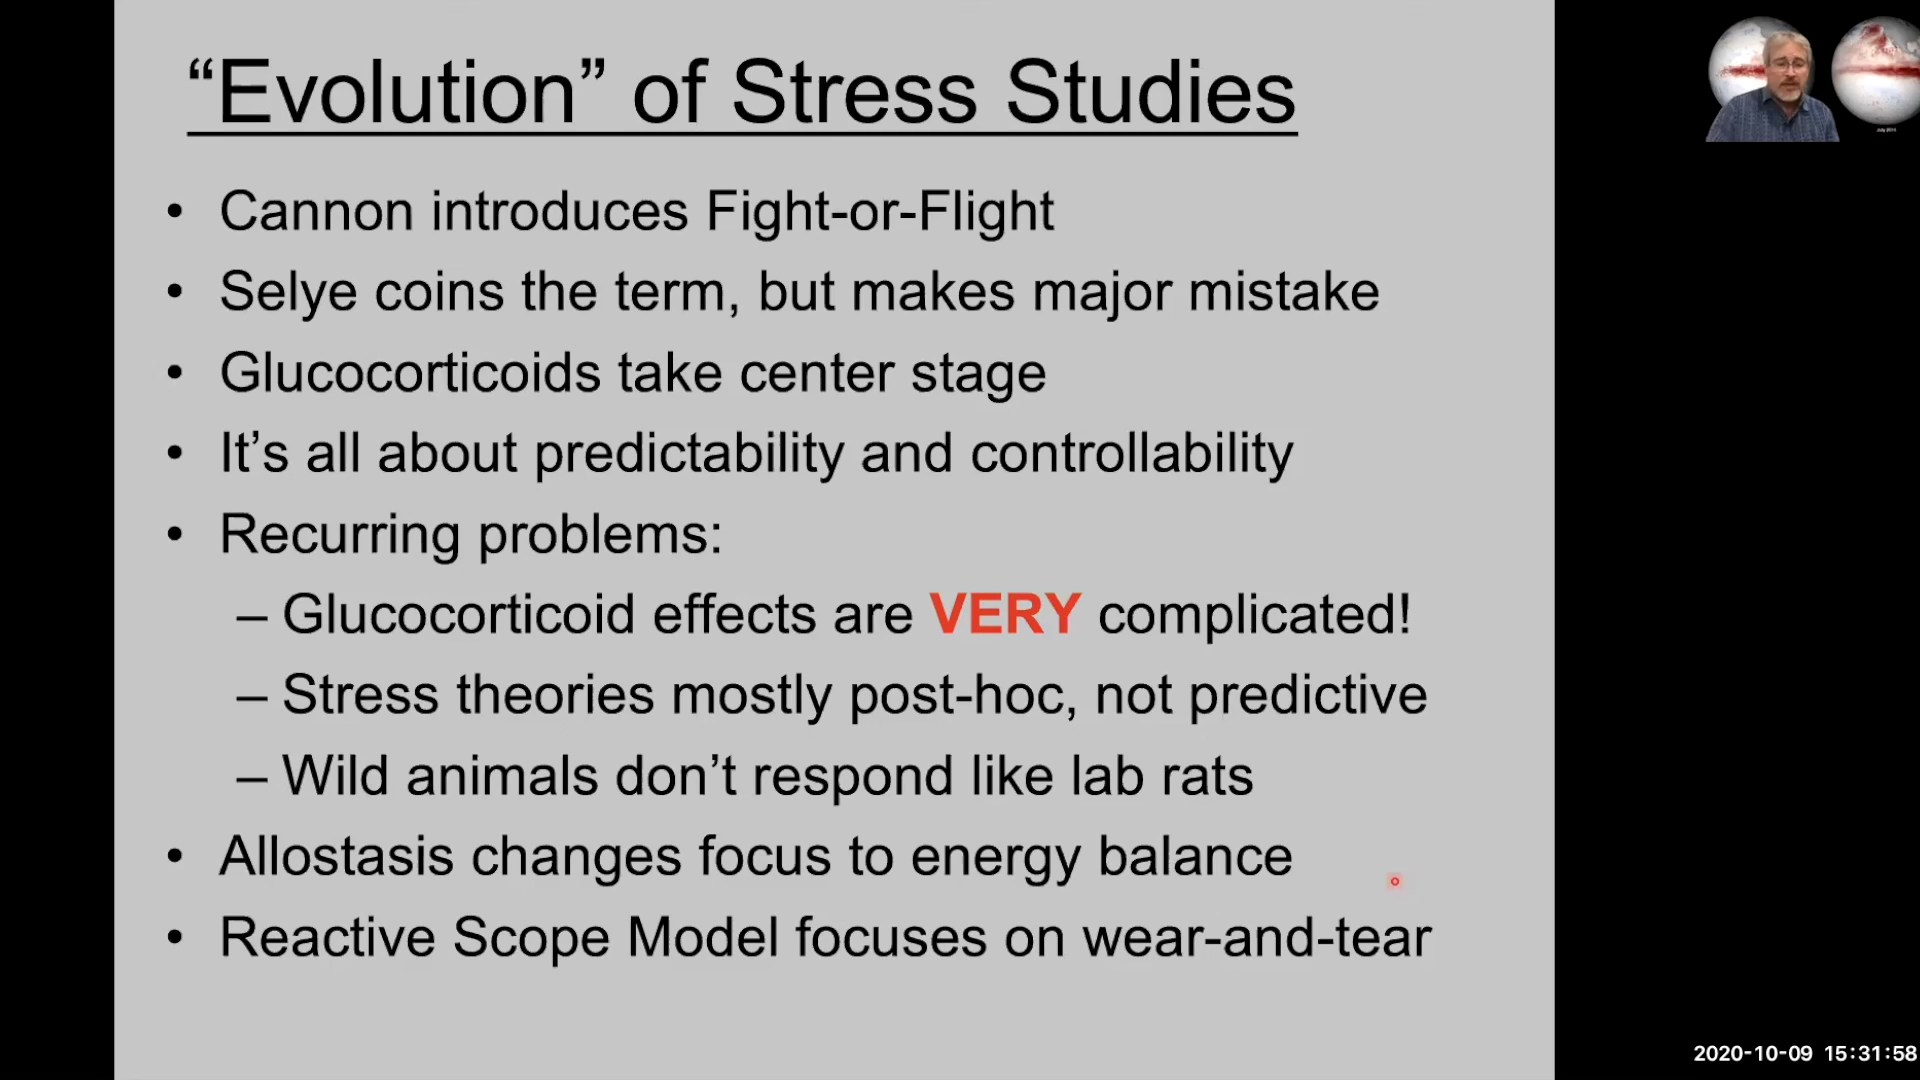 “Evolution” of Stress Studies
• Cannon introduces Fight-or-Flight
• Selye coins the term, but makes major mistake
• Glucocorticoids take center stage
• It’s all about predictability and controllability
• Recurring problems:
– Glucocorticoid effects are VERY complicated!
– Stress theories mostly post-hoc, not predictive
– Wild animals don’t respond like lab rats
• Allostasis changes focus to energy balance
• Reactive Scope Model focuses on wear-and-tear
2020-10-09 15:31:58